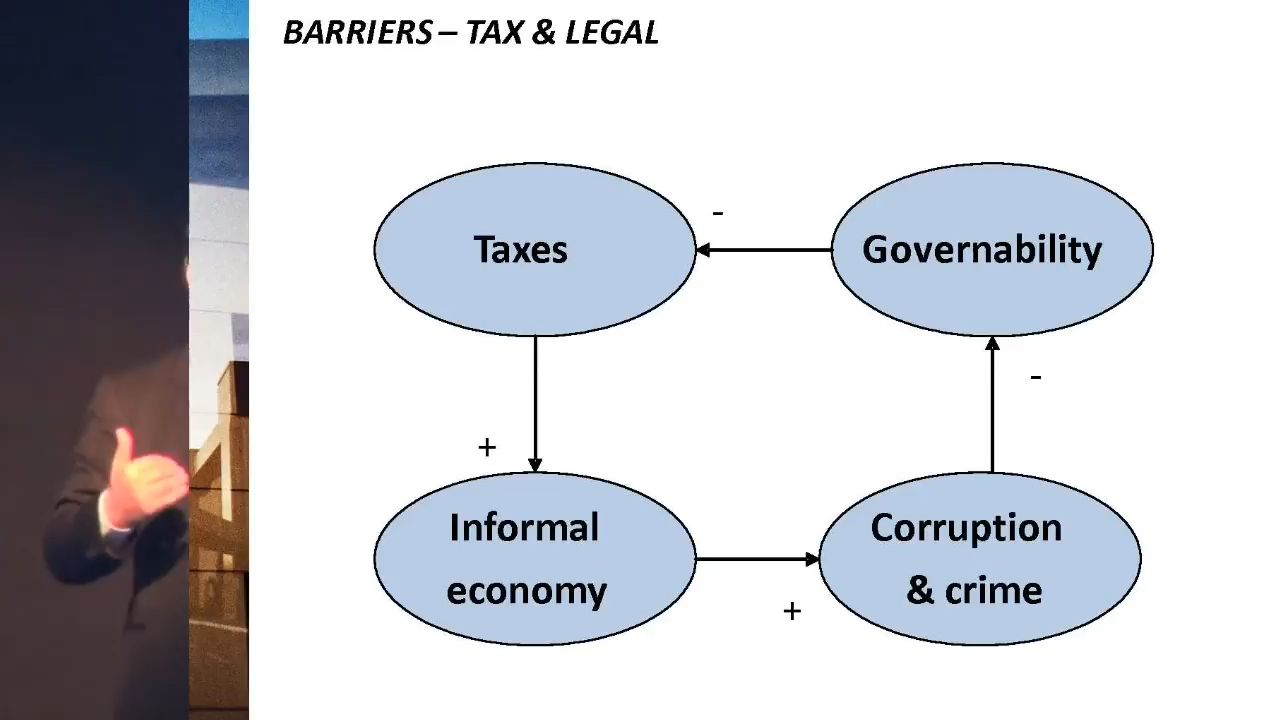 BARRIERS – TAX & LEGAL
-
Taxes
Governability
-
+
Informal
economy
Corruption
& crime
+